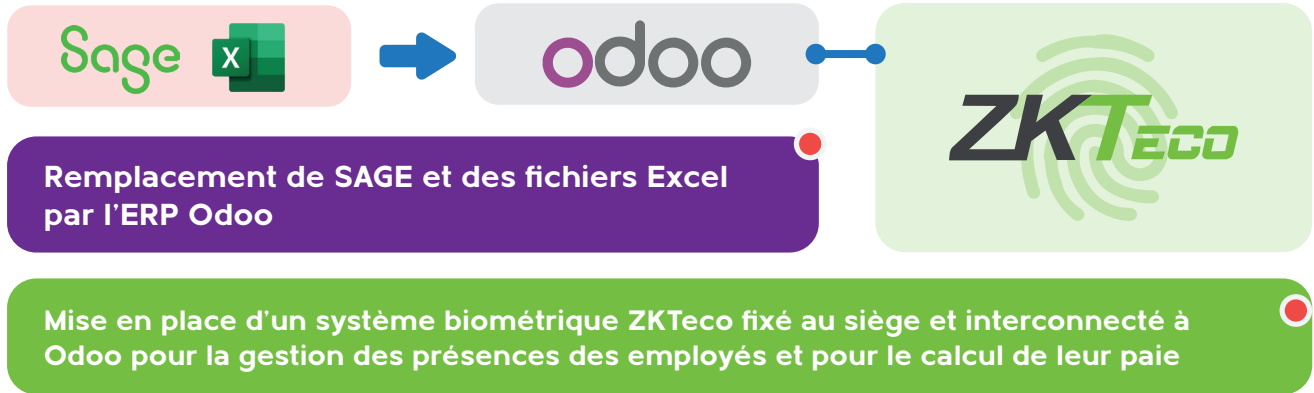 Sage
X
odoo
ZKTECO
Remplacement de SAGE et des fichiers Excel
par l'ERP Odoo
Mise en place d'un système biométrique ZKTeco fixé au siège et interconnecté à
Odoo pour la gestion des présences des employés et pour le calcul de leur paie